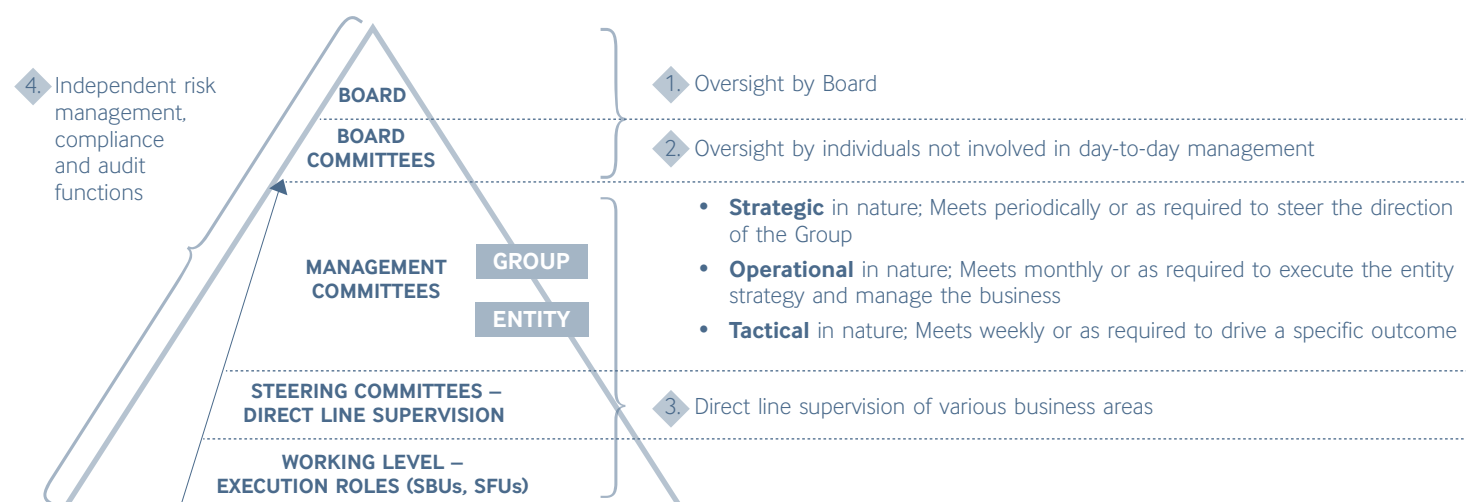 4. Independent risk
management,
compliance
and audit
functions
BOARD
1. Oversight by Board
BOARD
COMMITTEES
2. Oversight by individuals not involved in day-to-day management
MANAGEMENT
COMMITTEES
GROUP
ENTITY
• Strategic in nature; Meets periodically or as required to steer the direction
of the Group
• Operational in nature; Meets monthly or as required to execute the entity
strategy and manage the business
• Tactical in nature; Meets weekly or as required to drive a specific outcome
STEERING COMMITTEES –
DIRECT LINE SUPERVISION
3. Direct line supervision of various business areas
WORKING LEVEL –
EXECUTION ROLES (SBUs, SFUs)